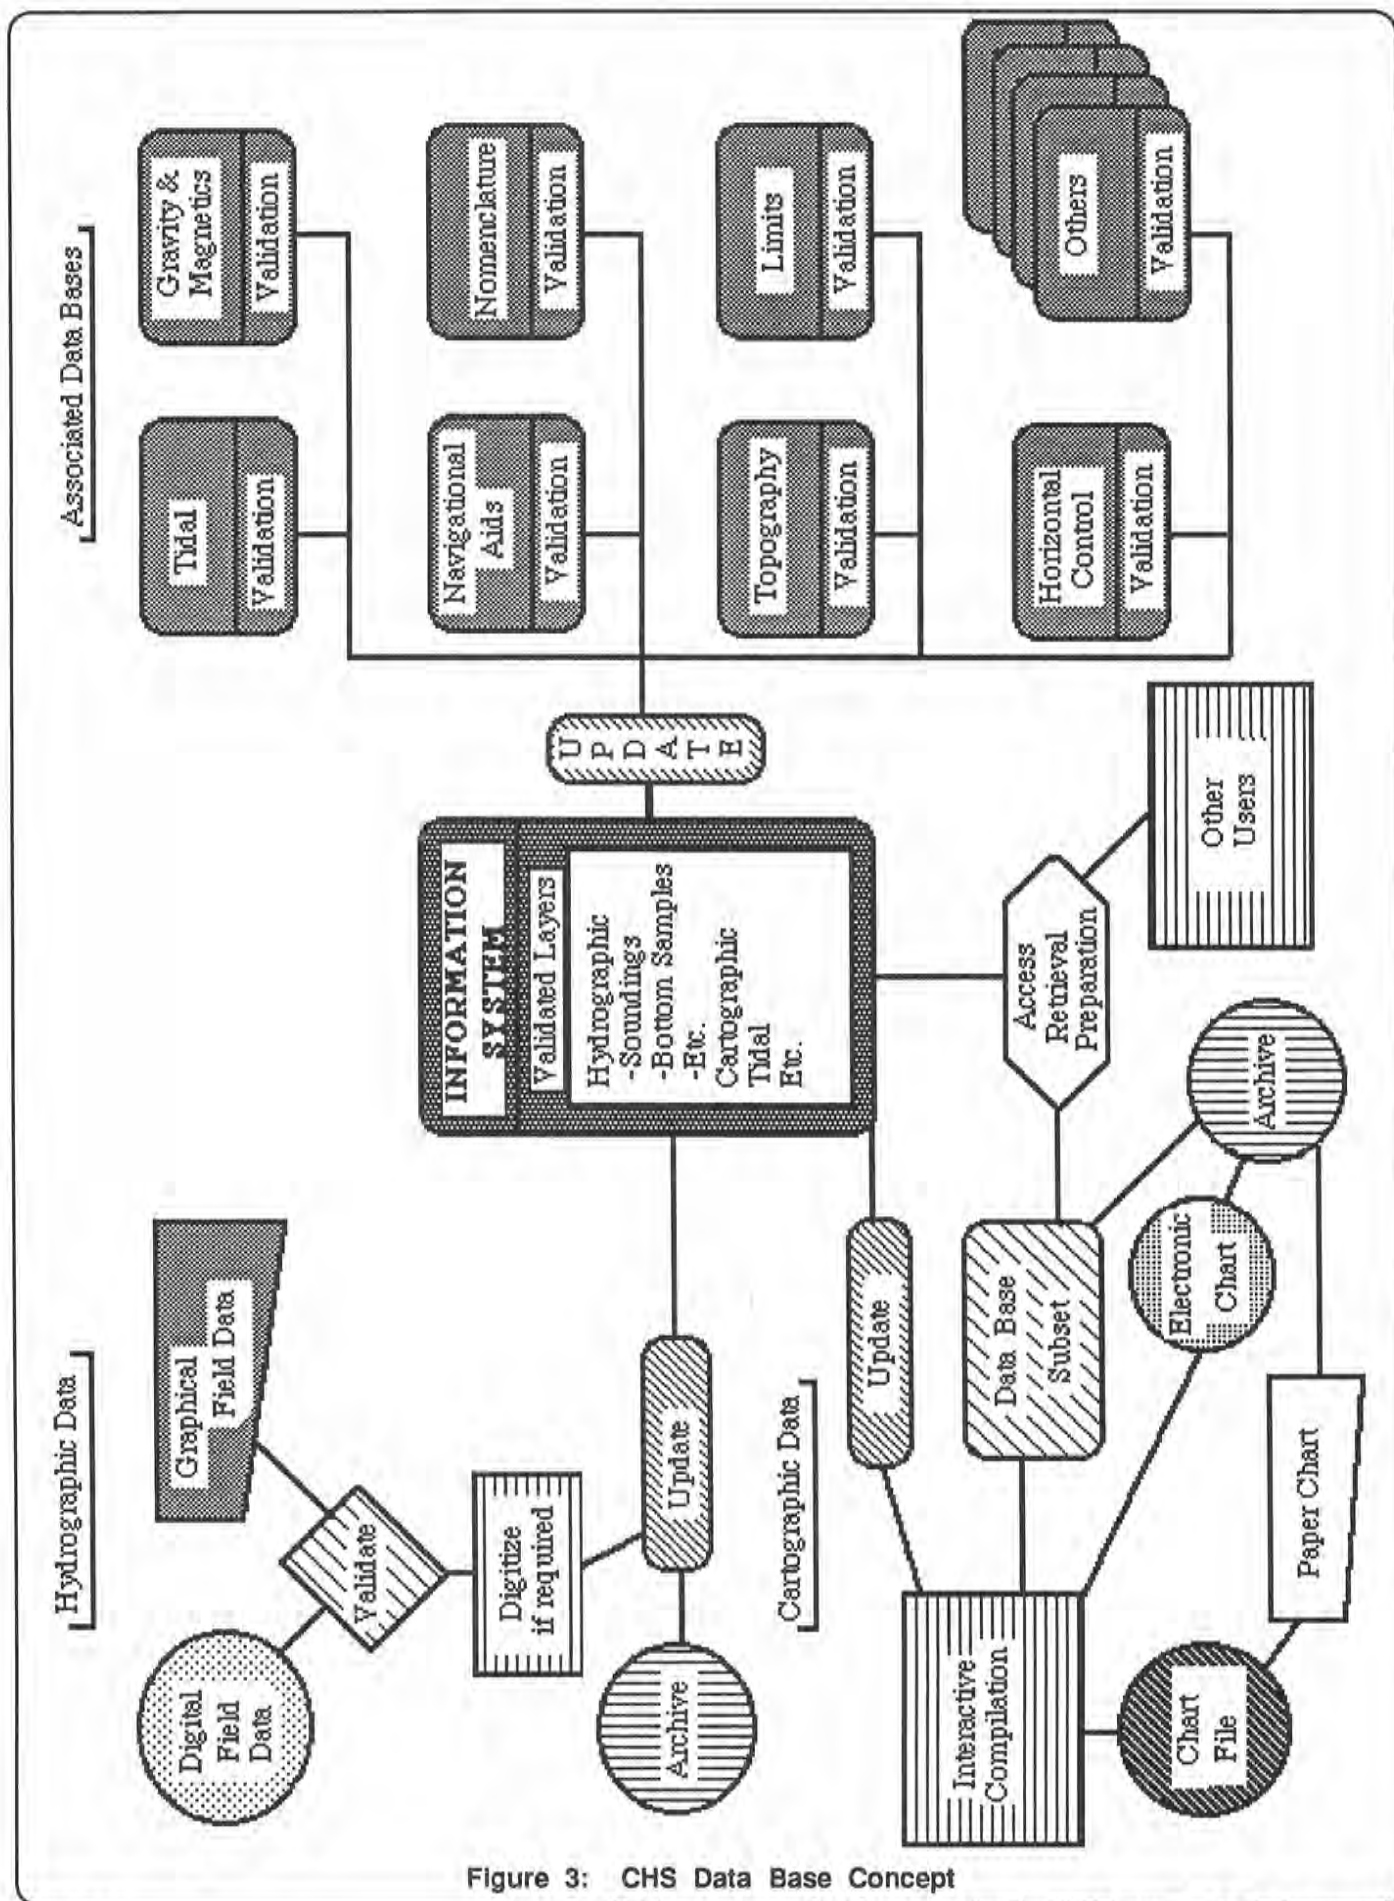 Hydrographic Data
Digital
Field
Data
Graphical
Field Data
Validate
Digitize
if required
Update
Archive
Cartographic Data
Update
Interactive
Compilation
Data Base
Subset
Chart
File
Paper Chart
Electronic
Chart
Archive
INFORMATION
SYSTEM
Validated Layers
Hydrographic
-Soundings
-Bottom Samples
-Etc.
Cartographic
Tidal
Etc.
Access
Retrieval
Preparation
Other
Users
U
P
D
A
T
E
Associated Data Bases
Tidal
Validation
Gravity &
Magnetics
Validation
Navigational
Aids
Validation
Nomenclature
Validation
Topography
Validation
Limits
Validation
Horizontal
Control
Validation
Others
Validation
Figure 3: CHS Data Base Concept